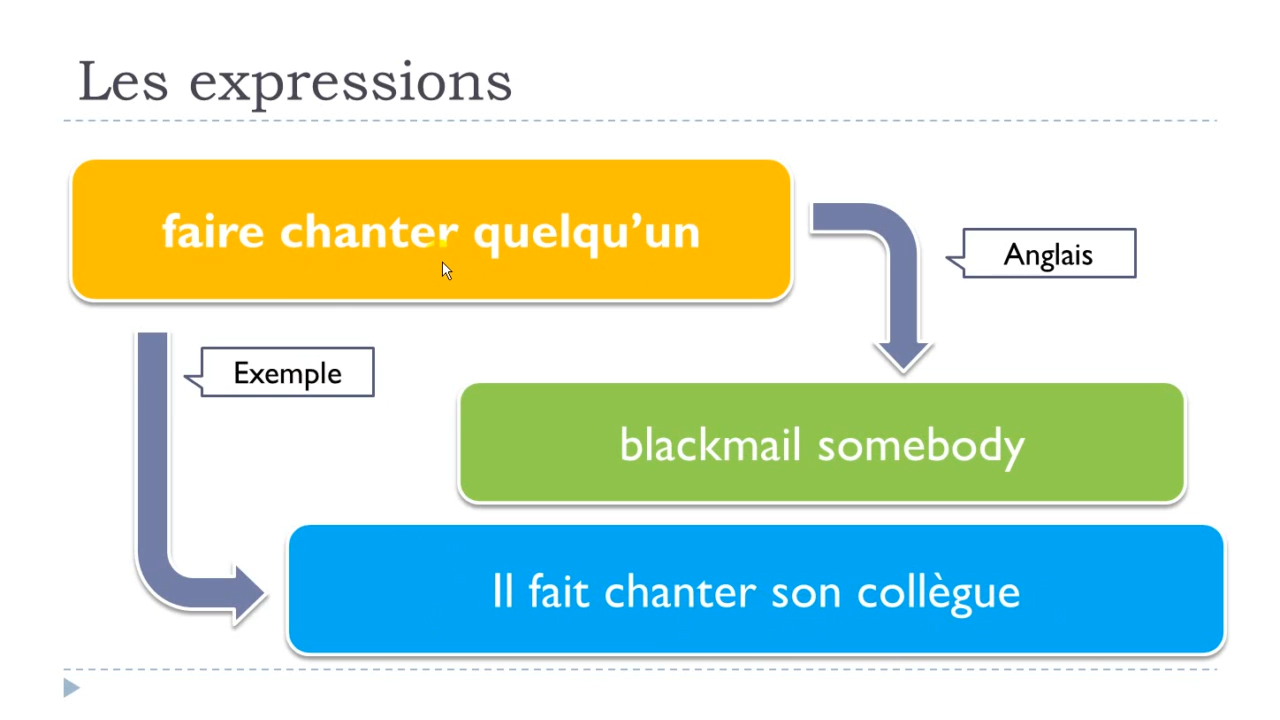 Les expressions
faire chanter quelqu’un
Anglais
Exemple
blackmail somebody
Il fait chanter son collègue